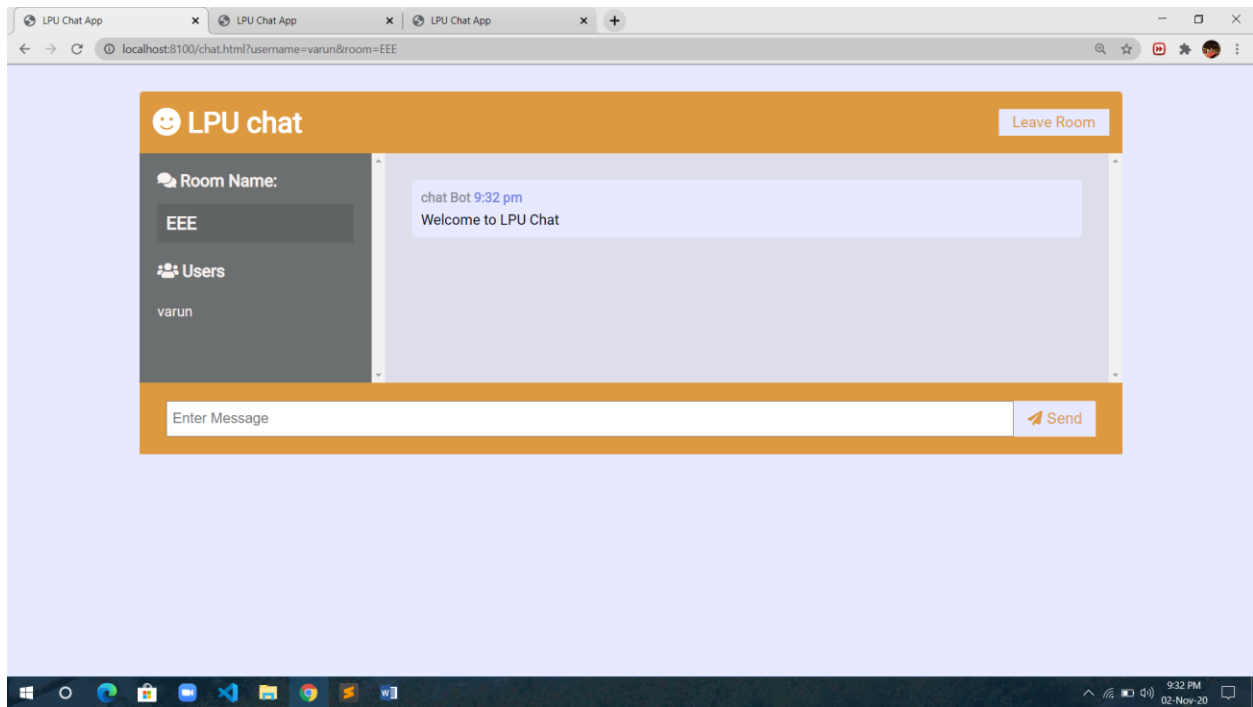 LPU Chat App
LPU Chat App
LPU Chat App
localhost:8100/chat.html?username=varun&room=EEE
LPU chat
Leave Room
Room Name:
EEE
Users
varun
chat Bot 9:32 pm
Welcome to LPU Chat
Enter Message
Send
9:32 PM
02-Nov-20